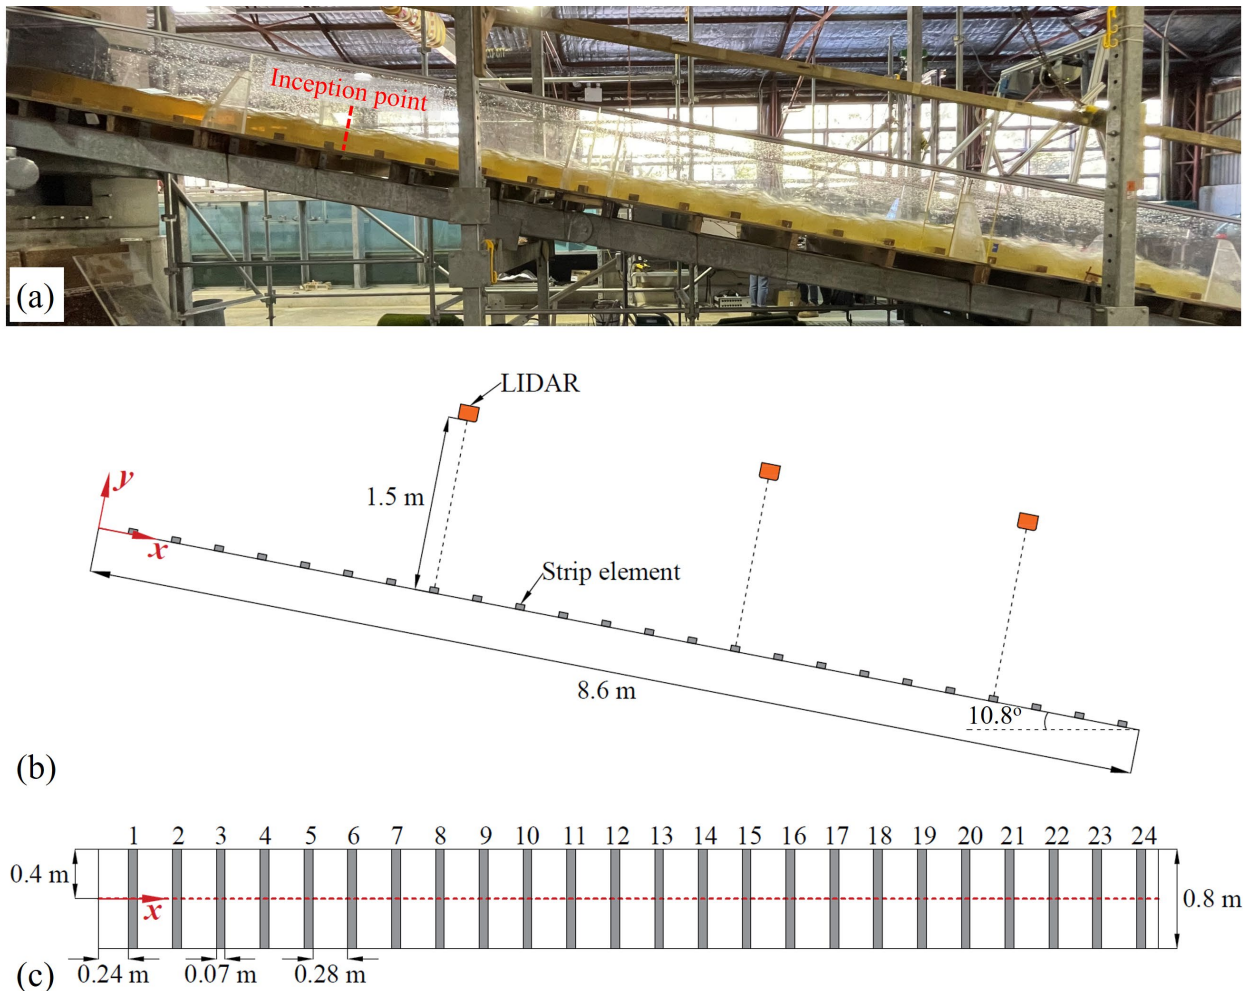 Inception point
(a)
LIDAR
y
1.5 m
x
Strip element
8.6 m
10.8º
(b)
1 2 3 4 5 6 7 8 9 10 11 12 13 14 15 16 17 18 19 20 21 22 23 24
0.4 m
x
0.8 m
0.24 m 0.07 m 0.28 m
(c)